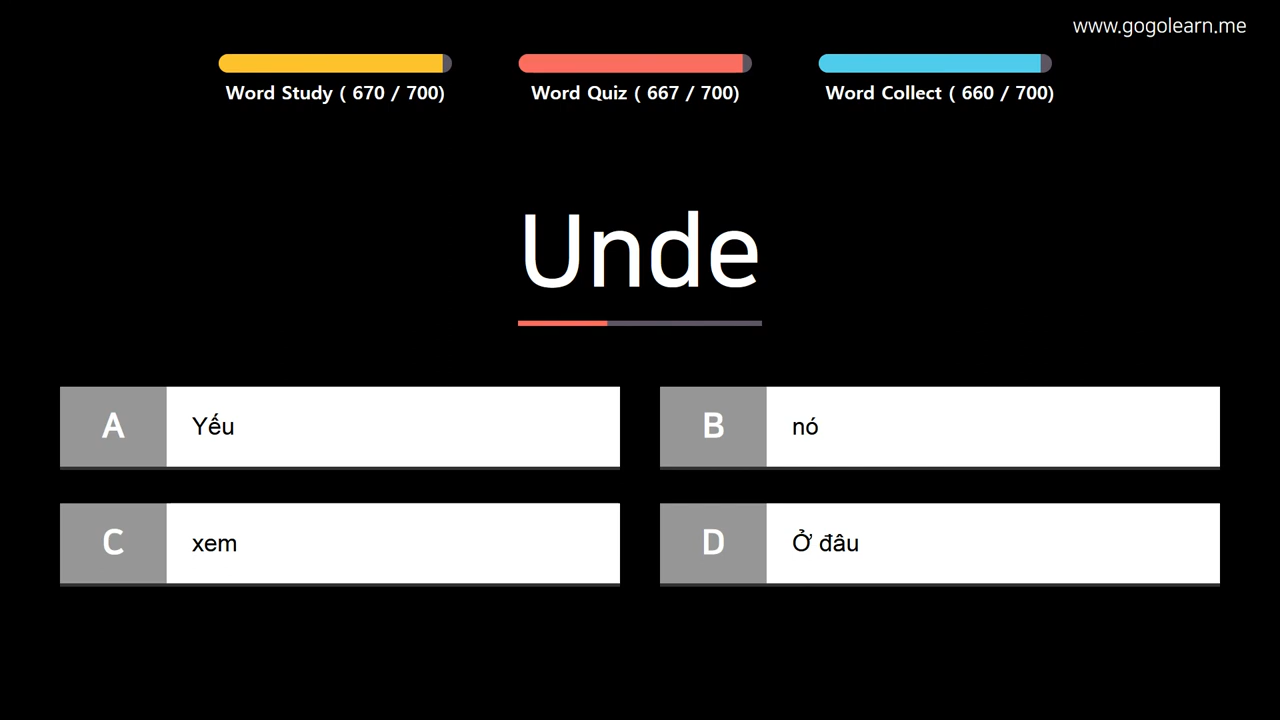 www.gogolearn.me
Word Study ( 670 / 700)
Word Quiz ( 667 / 700)
Word Collect ( 660 / 700)
Unde
A
Yếu
B
nó
C
xem
D
Ở đâu